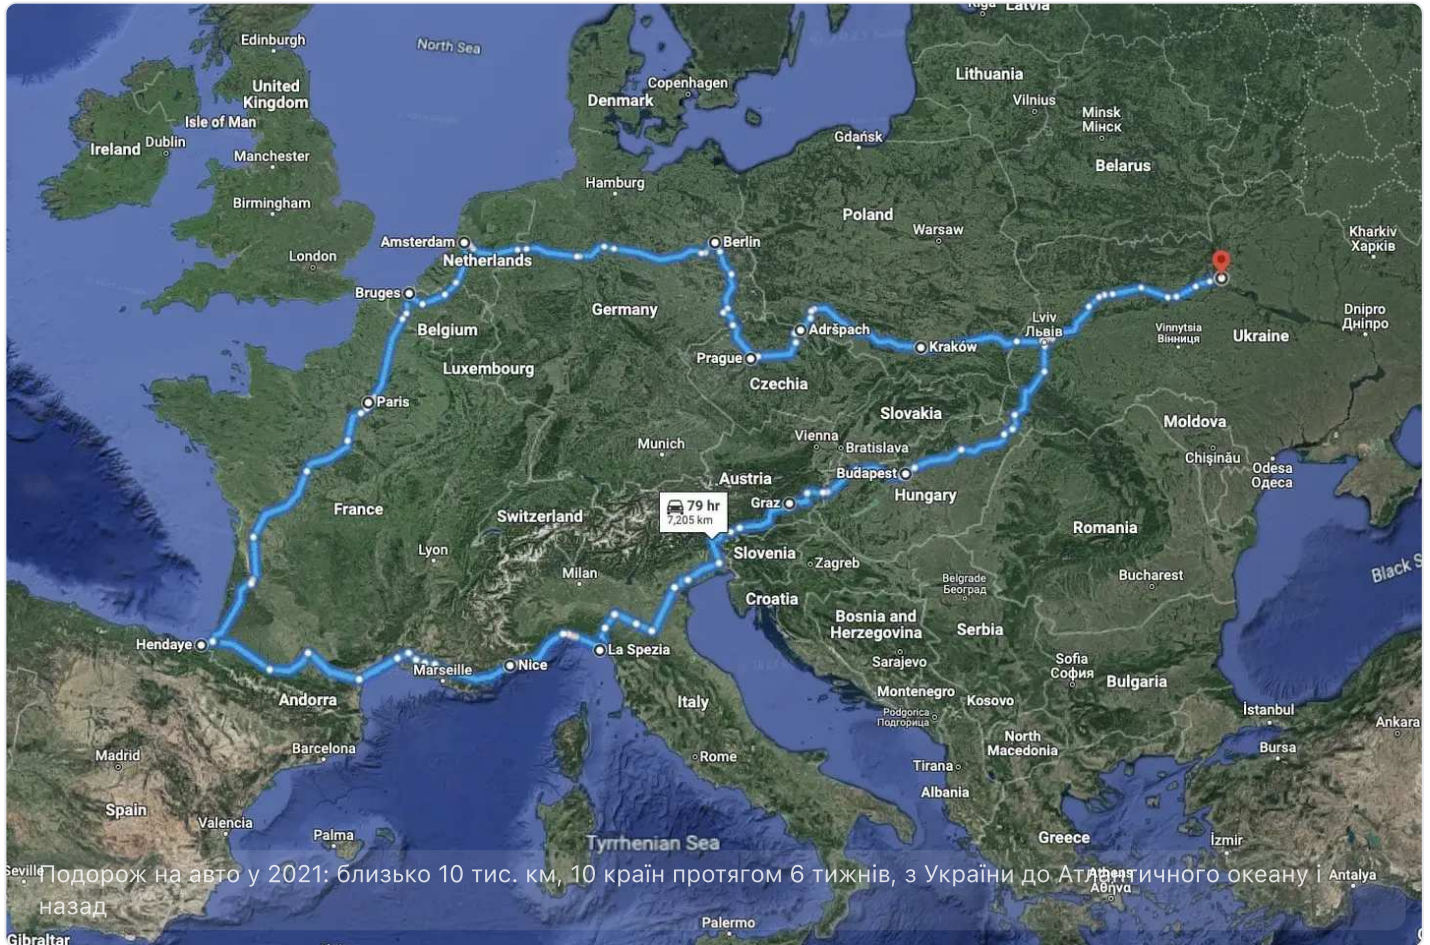 Riga
Latvia
Edinburgh
North Sea
Lithuania
United
Kingdom
Copenhagen
Denmark
Vilnius
Isle of Man
Minsk
Мінск
Ireland
Dublin
Gdańsk
Manchester
Belarus
Hamburg
Birmingham
Poland
Warsaw
Kharkiv
Харків
Amsterdam
Berlin
London
Netherlands
Bruges
Germany
Lviv
Львів
Dnipro
Дніпро
Belgium
Adršpach
Vinnytsia
Вінниця
Ukraine
Kraków
Prague
Luxembourg
Czechia
Paris
Slovakia
Moldova
Munich
Vienna
Bratislava
Chișinău
Odesa
Одеса
Budapest
Austria
Hungary
79 hr
7,205 km
Graz
France
Switzerland
Romania
Lyon
Slovenia
Zagreb
Milan
Black S
Bucharest
Belgrade
Београд
Croatia
Bosnia and
Herzegovina
Serbia
Hendaye
La Spezia
Marseille
Nice
Sarajevo
Sofia
София
Bulgaria
Andorra
Montenegro
Kosovo
Italy
İstanbul
Podgorica
Подгорица
Ankara
Barcelona
North
Macedonia
Bursa
Madrid
Rome
Tirana
Albania
Spain
Valencia
Palma
Tyrrhenian Sea
Greece
İzmir
Seville
Подорож на авто у 2021: близько 10 тис. км, 10 країн протягом 6 тижнів, з України до Атлантичного океану і
назад
Athens
Αθήνα
Antalya
Palermo
Gibraltar